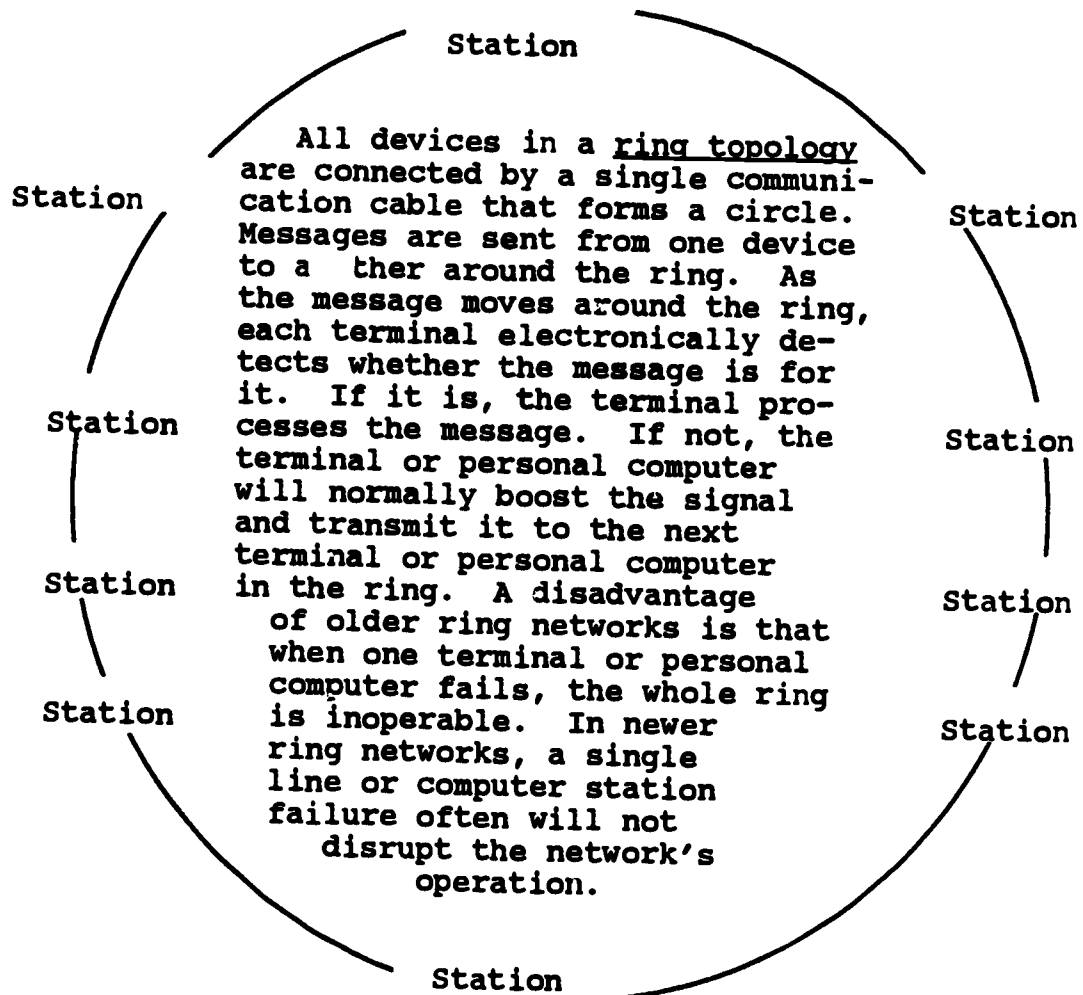 Station
All devices in a ring topology
are connected by a single communi-
cation cable that forms a circle.
Messages are sent from one device
to a ther around the ring. As
the message moves around the ring,
each terminal electronically de-
tects whether the message is for
it. If it is, the terminal pro-
cesses the message. If not, the
terminal or personal computer
will normally boost the signal
and transmit it to the next
terminal or personal computer
in the ring. A disadvantage
of older ring networks is that
when one terminal or personal
computer fails, the whole ring
is inoperable. In newer
ring networks, a single
line or computer station
failure often will not
disrupt the network's
operation.
Station
Station
Station
Station
Station
Station
Station
Station
Station